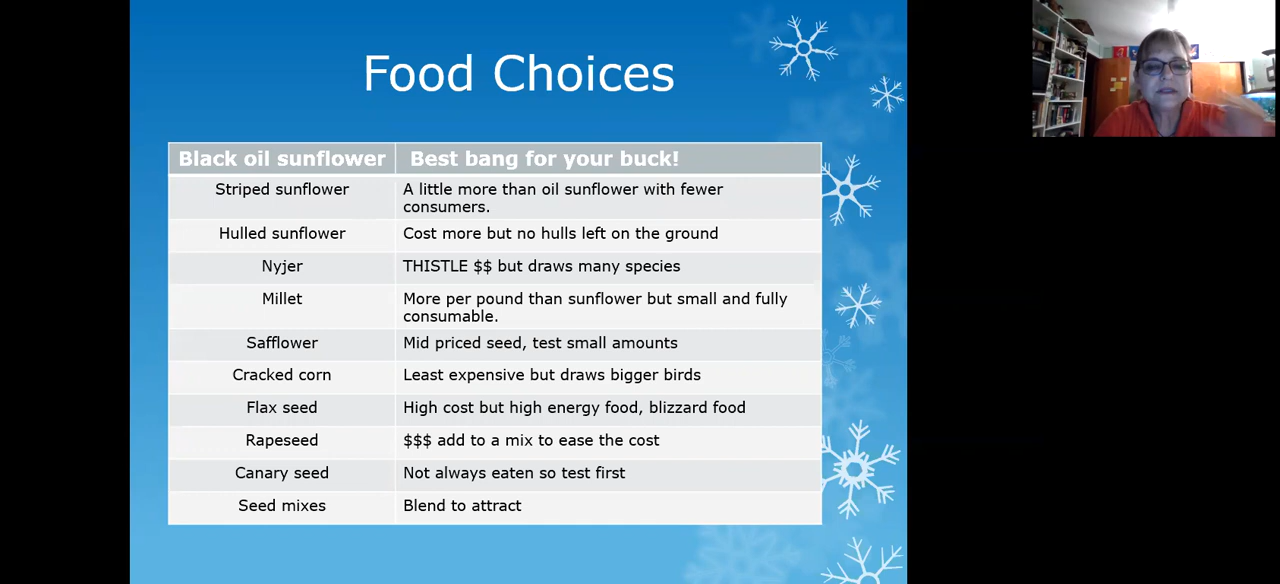 Food Choices
Black oil sunflower Best bang for your buck!
Striped sunflower A little more than oil sunflower with fewer
consumers.
Hulled sunflower Cost more but no hulls left on the ground
Nyjer THISTLE $$ but draws many species
Millet More per pound than sunflower but small and fully
consumable.
Safflower Mid priced seed, test small amounts
Cracked corn Least expensive but draws bigger birds
Flax seed High cost but high energy food, blizzard food
Rapeseed $$$ add to a mix to ease the cost
Canary seed Not always eaten so test first
Seed mixes Blend to attract